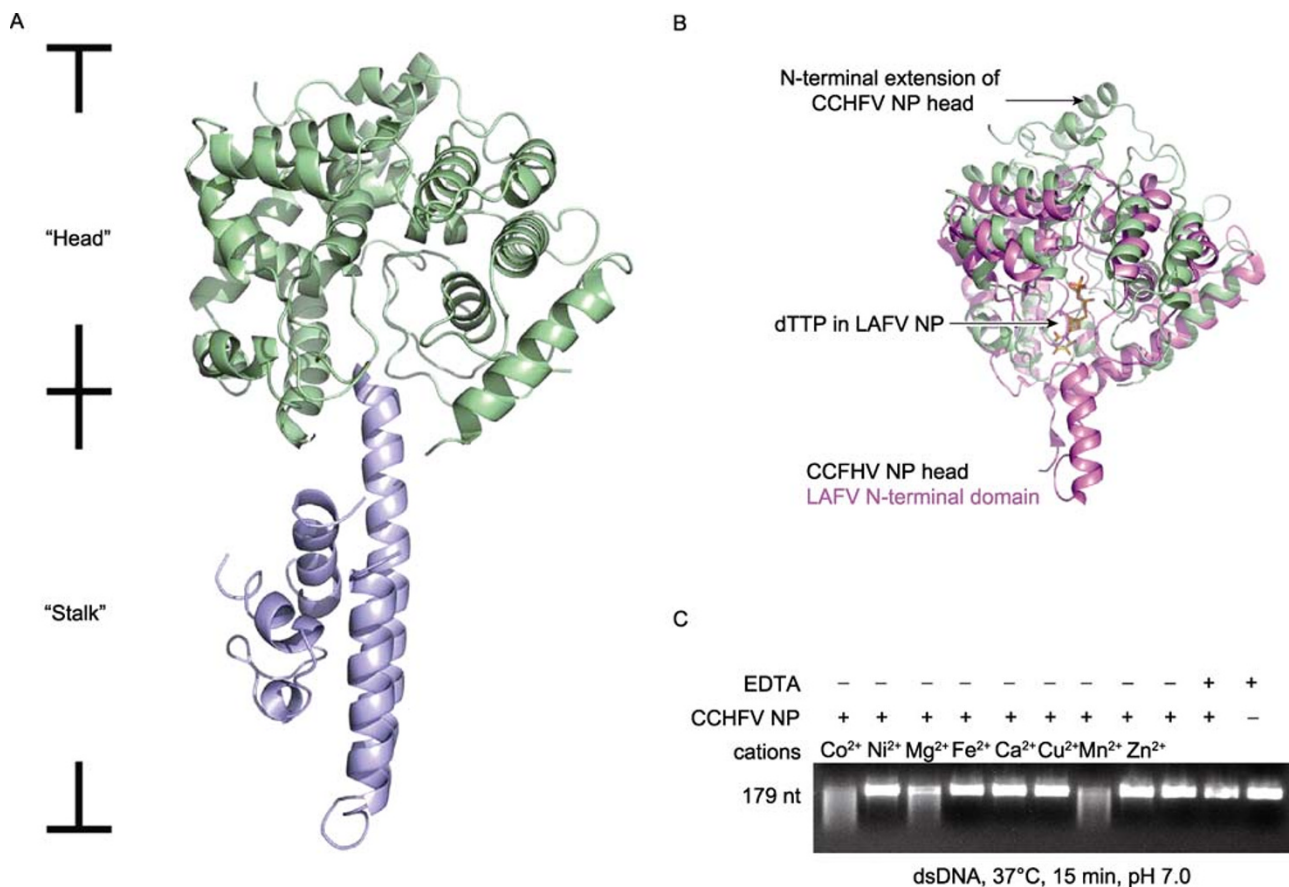 A
"Head"
"Stalk"
B
N-terminal extension of
CCHFV NP head
dTTP in LAFV NP
CCFHV NP head
LAFV N-terminal domain
C
EDTA – – – – – – – – – + +
CCHFV NP + + + + + + + + + + –
cations Co²⁺ Ni²⁺ Mg²⁺ Fe²⁺ Ca²⁺ Cu²⁺ Mn²⁺ Zn²⁺
179 nt
dsDNA, 37°C, 15 min, pH 7.0